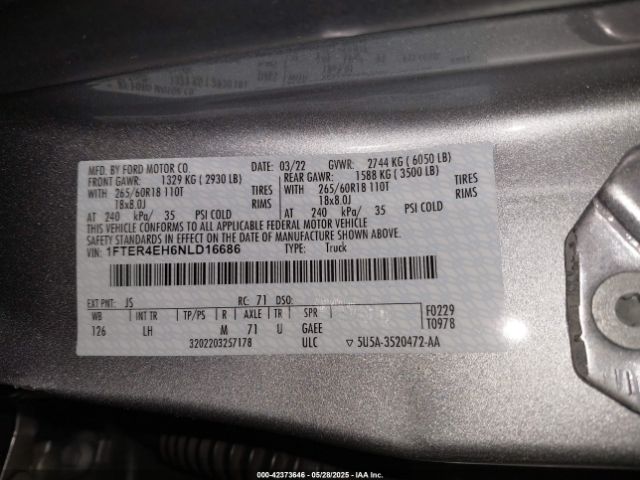 MFD. BY FORD MOTOR CO.
DATE: 03/22 GVWR: 2744 KG ( 6050 LB)
FRONT GAWR: 1329 KG ( 2930 LB) REAR GAWR: 1588 KG ( 3500 LB)
WITH 265/60R18 110T TIRES WITH 265/60R18 110T TIRES
18x8.0J RIMS 18x8.0J RIMS
AT 240 kPa/ 35 PSI COLD AT 240 kPa/ 35 PSI COLD
THIS VEHICLE CONFORMS TO ALL APPLICABLE FEDERAL MOTOR VEHICLE
SAFETY STANDARDS IN EFFECT ON THE DATE OF MANUFACTURE SHOWN ABOVE.
VIN: 1FTER4EH6NLD16686 TYPE: Truck
EXT PNT: JS RC: 71 DSO: F0229
WB INT TR TP/PS R AXLE TR SPR T0978
126 LH M 71 U GAEE
3202203257178 ULC ▽ 5U5A-3520472-AA
000-42373646 - 05/28/2025 - IAAI Inc.